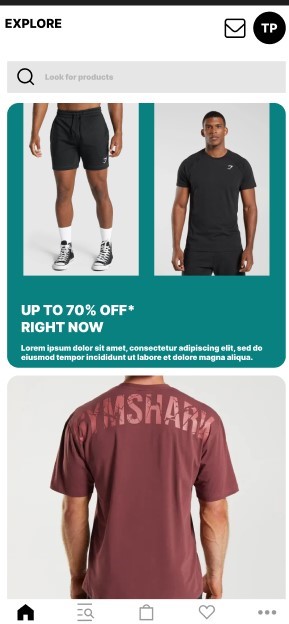 EXPLORE
TP
Look for products
UP TO 70% OFF*
RIGHT NOW
Lorem ipsum dolor sit amet, consectetur adipiscing elit, sed do
eiusmod tempor incididunt ut labore et dolore magna aliqua.
GYMSHARK